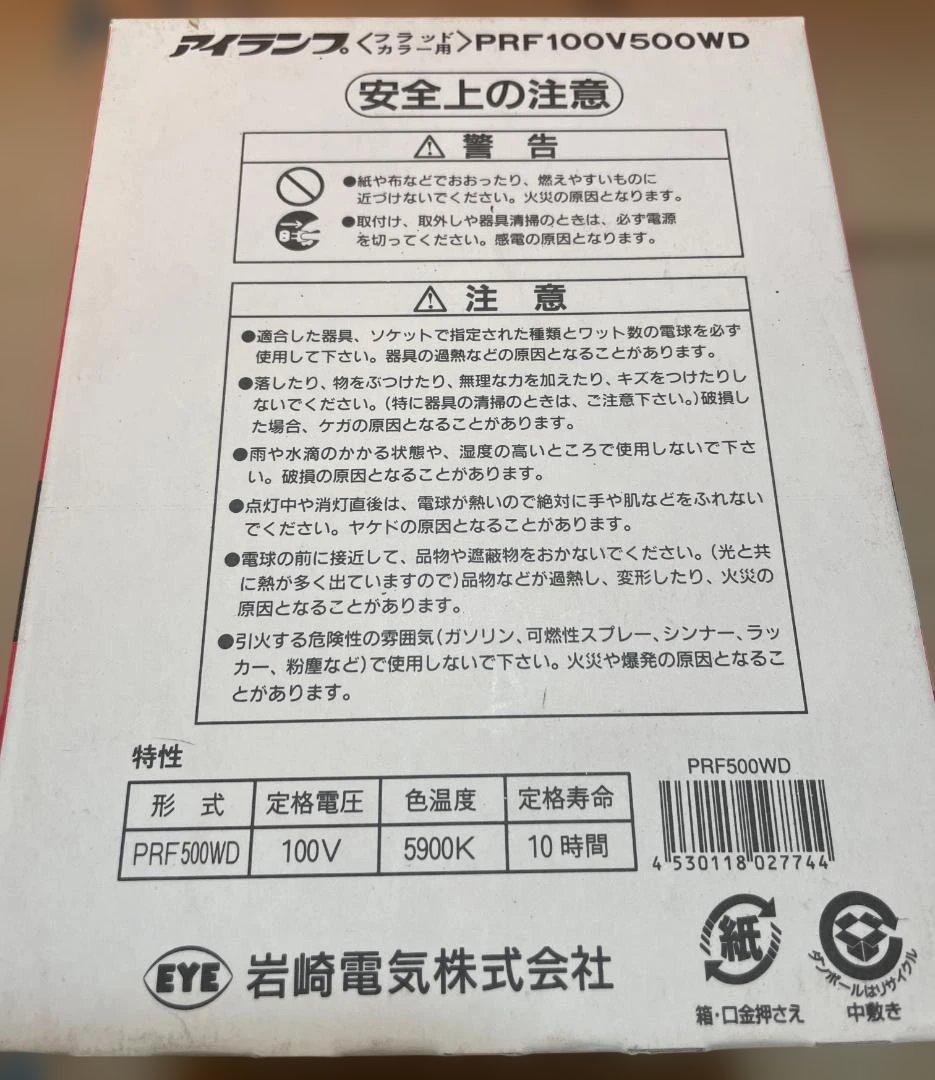 アイランプ®〈フラッドカラー用〉PRF100V500WD
安全上の注意
⚠ 警 告
●紙や布などでおおったり、燃えやすいものに
近づけないでください。火災の原因となります。
●取付け、取外しや器具清掃のときは、必ず電源
を切ってください。感電の原因となります。
⚠ 注 意
●適合した器具、ソケットで指定された種類とワット数の電球を必ず
使用して下さい。器具の過熱などの原因となることがあります。
●落したり、物をぶつけたり、無理な力を加えたり、キズをつけたりし
ないでください。(特に器具の清掃のときは、ご注意下さい。)破損し
た場合、ケガの原因となることがあります。
●雨や水滴のかかる状態や、湿度の高いところで使用しないで下さ
い。破損の原因となることがあります。
●点灯中や消灯直後は、電球が熱いので絶対に手や肌などをふれない
でください。ヤケドの原因となることがあります。
●電球の前に接近して、品物や遮蔽物をおかないでください。(光と共
に熱が多く出ていますので)品物などが過熱し、変形したり、火災の
原因となることがあります。
●引火する危険性の雰囲気(ガソリン、可燃性スプレー、シンナー、ラッ
カー、粉塵など)で使用しないで下さい。火災や爆発の原因となるこ
とがあります。
特性
形 式 定格電圧 色温度 定格寿命
PRF500WD 100V 5900K 10時間
PRF500WD
4 530118 027744
EYE 岩崎電気株式会社
紙
箱・口金押さえ
ダンボールはリサイクル
中敷き